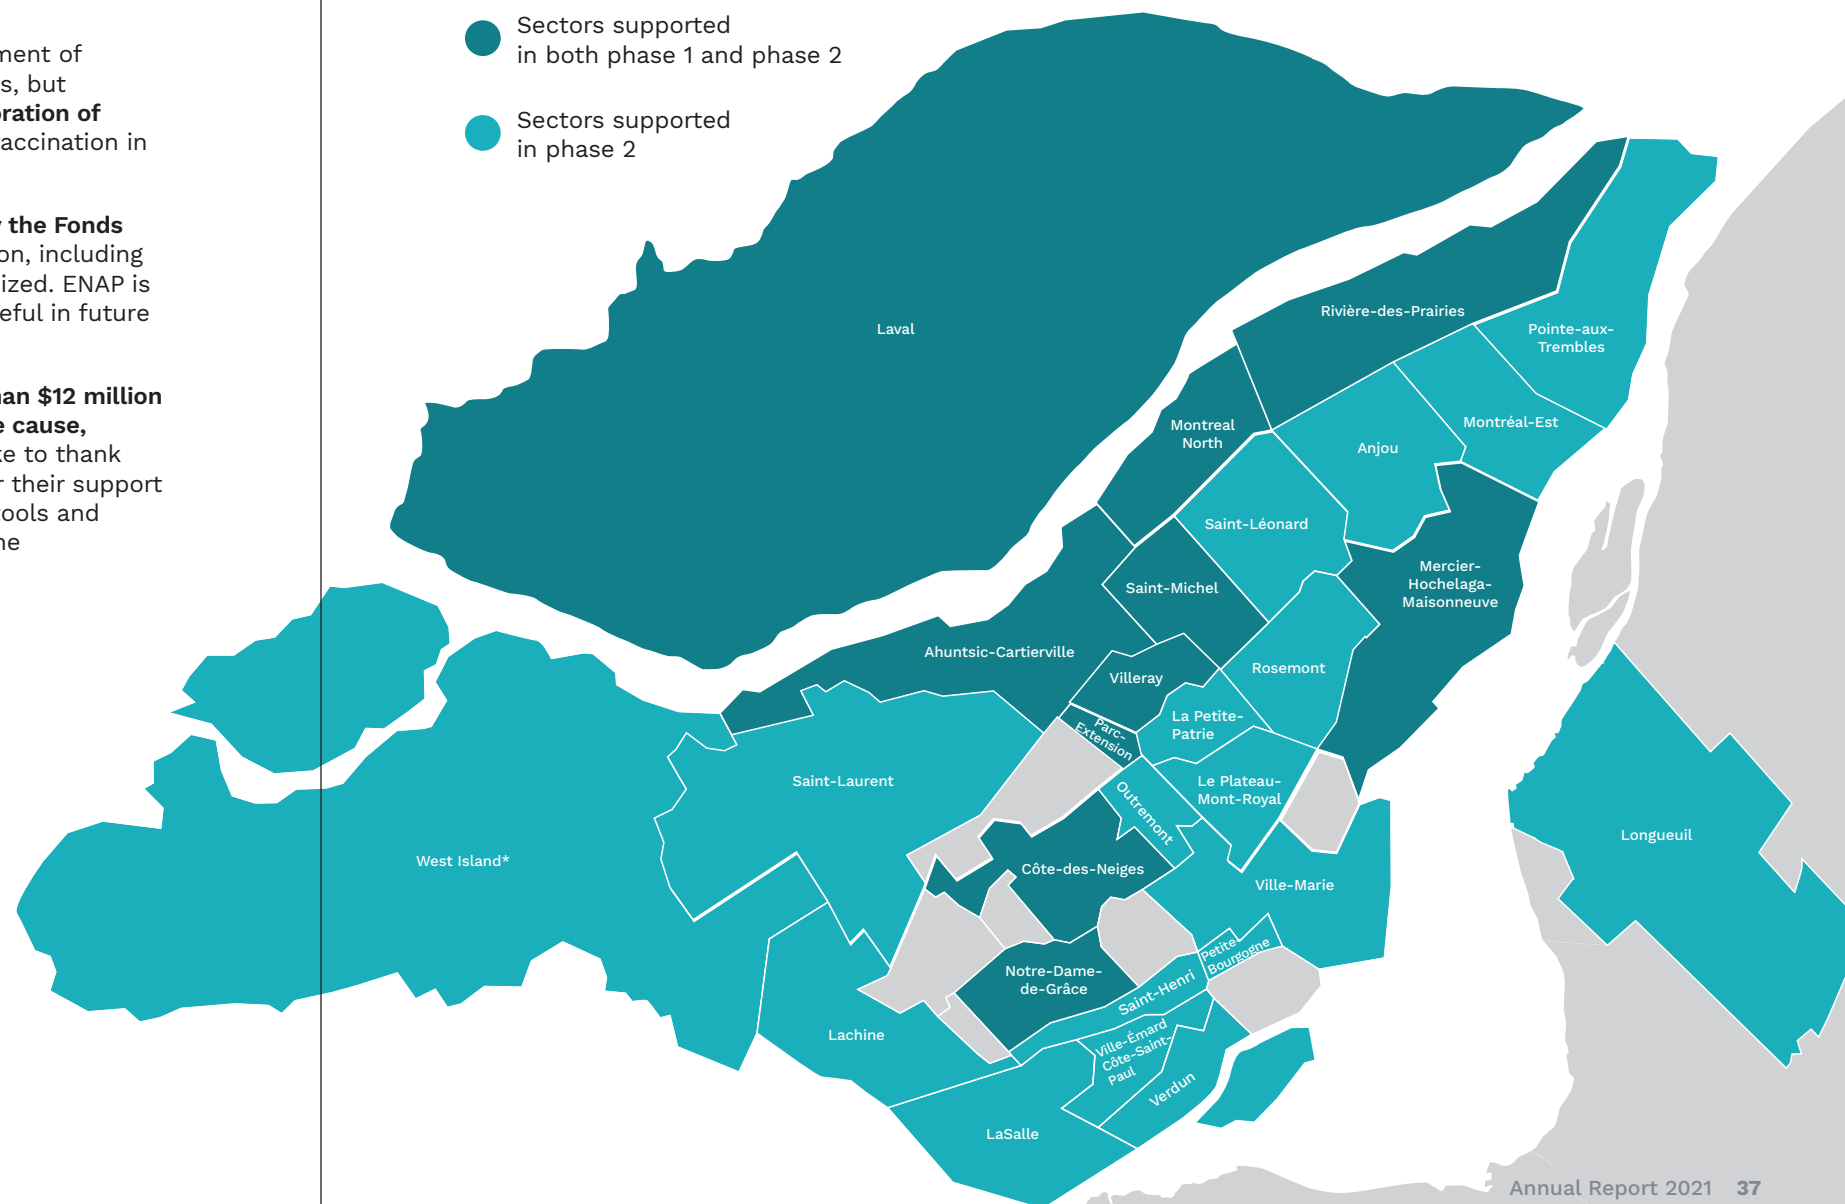 ment of
s, but
ration of
accination in
the Fonds
on, including
ized. ENAP is
eful in future
an $12 million
e cause,
ke to thank
r their support
tools and
ne
Sectors supported
in both phase 1 and phase 2
Sectors supported
in phase 2
Laval
Rivière-des-Prairies
Pointe-aux-
Trembles
Montreal
North
Anjou
Montréal-Est
Saint-Léonard
Saint-Michel
Mercier-
Hochelaga-
Maisonneuve
Ahuntsic-Cartierville
Villeray
Rosemont
La Petite-
Patrie
Parc-
Extension
Saint-Laurent
Le Plateau-
Mont-Royal
Outremont
West Island*
Côte-des-Neiges
Ville-Marie
Longueuil
Petite-
Bourgogne
Notre-Dame-
de-Grâce
Saint-Henri
Lachine
Ville-Émard
Côte-Saint-
Paul
Verdun
LaSalle
Annual Report 2021 37